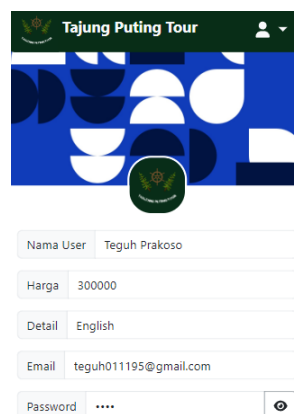 Tajung Puting Tour
Nama User Teguh Prakoso
Harga 300000
Detail English
Email teguh011195@gmail.com
Password ••••